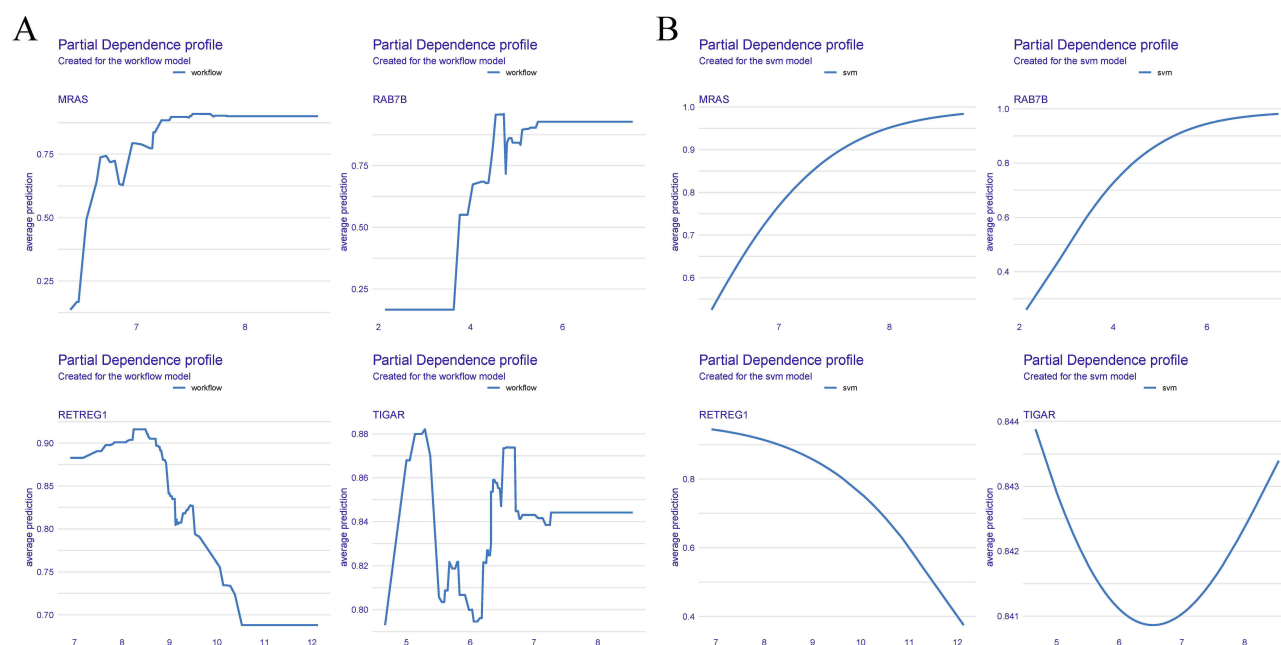 A
Partial Dependence profile
Created for the workflow model
workflow
MRAS
average prediction
0.75
0.50
0.25
7
8
Partial Dependence profile
Created for the workflow model
workflow
RAB7B
average prediction
0.75
0.50
0.25
2
4
6
Partial Dependence profile
Created for the workflow model
workflow
RETREG1
average prediction
0.90
0.85
0.80
0.75
0.70
7
8
9
10
11
12
Partial Dependence profile
Created for the workflow model
workflow
TIGAR
average prediction
0.88
0.86
0.84
0.82
0.80
5
6
7
8
B
Partial Dependence profile
Created for the svm model
svm
MRAS
average prediction
1.0
0.9
0.8
0.7
0.6
7
8
Partial Dependence profile
Created for the svm model
svm
RAB7B
average prediction
1.0
0.8
0.6
0.4
2
4
6
Partial Dependence profile
Created for the svm model
svm
RETREG1
average prediction
0.8
0.6
0.4
7
8
9
10
11
12
Partial Dependence profile
Created for the svm model
svm
TIGAR
average prediction
0.844
0.843
0.842
0.841
5
6
7
8